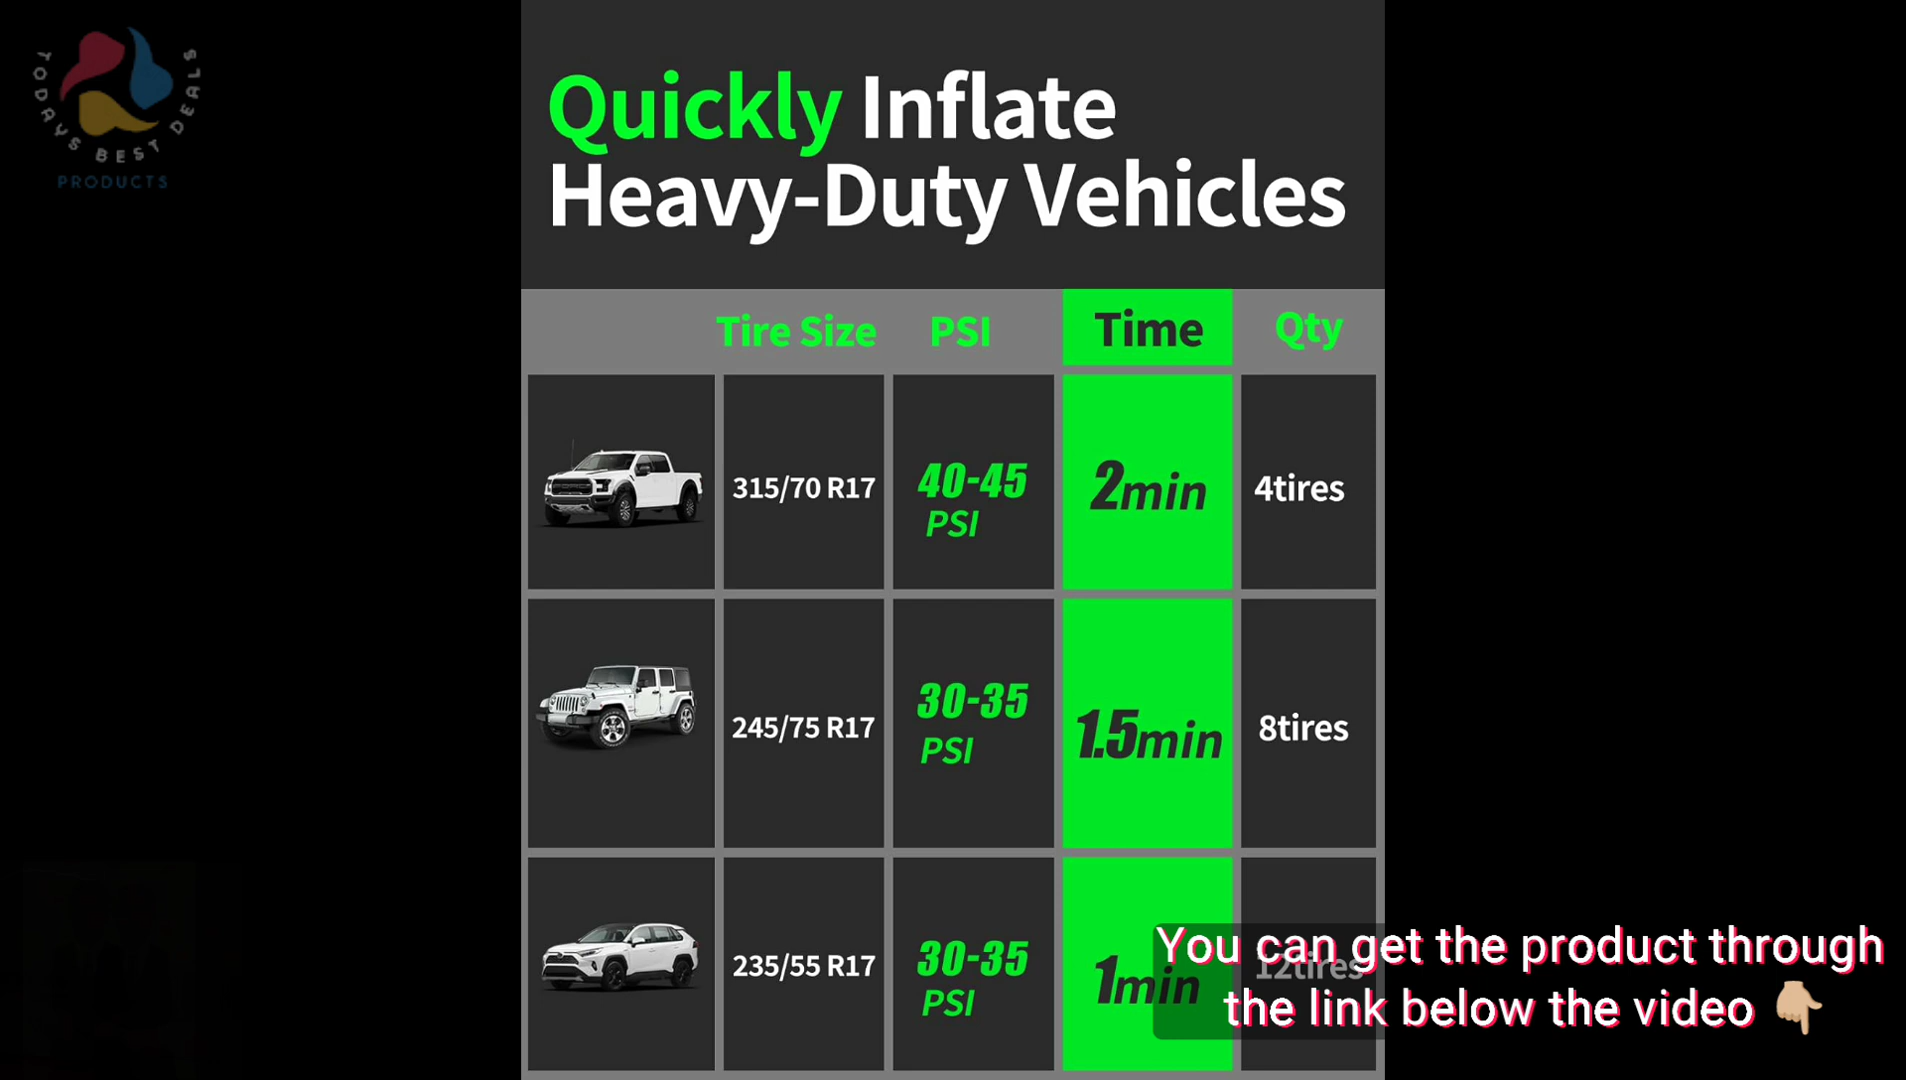 TODAYS BEST DEALS
PRODUCTS
Quickly Inflate
Heavy-Duty Vehicles
Tire Size PSI Time Qty
315/70 R17 40-45 PSI 2min 4tires
245/75 R17 30-35 PSI 1.5min 8tires
235/55 R17 30-35 PSI 1min 12tires
You can get the product through
the link below the video 👇🏼